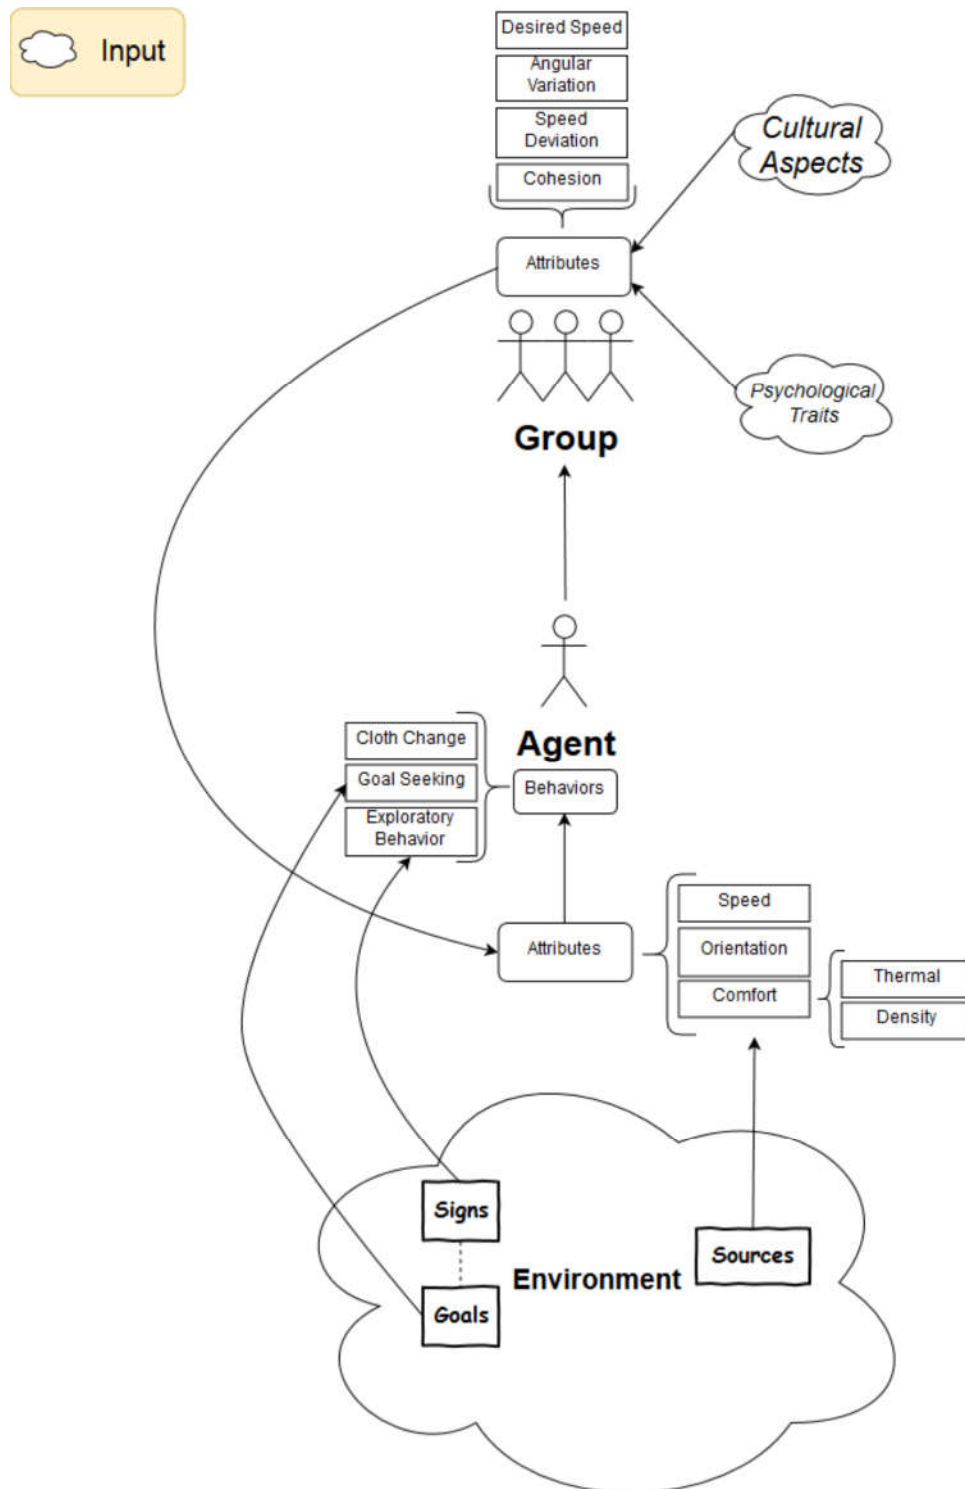 Input
Desired Speed
Angular
Variation
Speed
Deviation
Cohesion
Cultural
Aspects
Attributes
Psychological
Traits
Group
Agent
Cloth Change
Goal Seeking
Exploratory
Behavior
Behaviors
Attributes
Speed
Orientation
Comfort
Thermal
Density
Signs
Sources
Environment
Goals